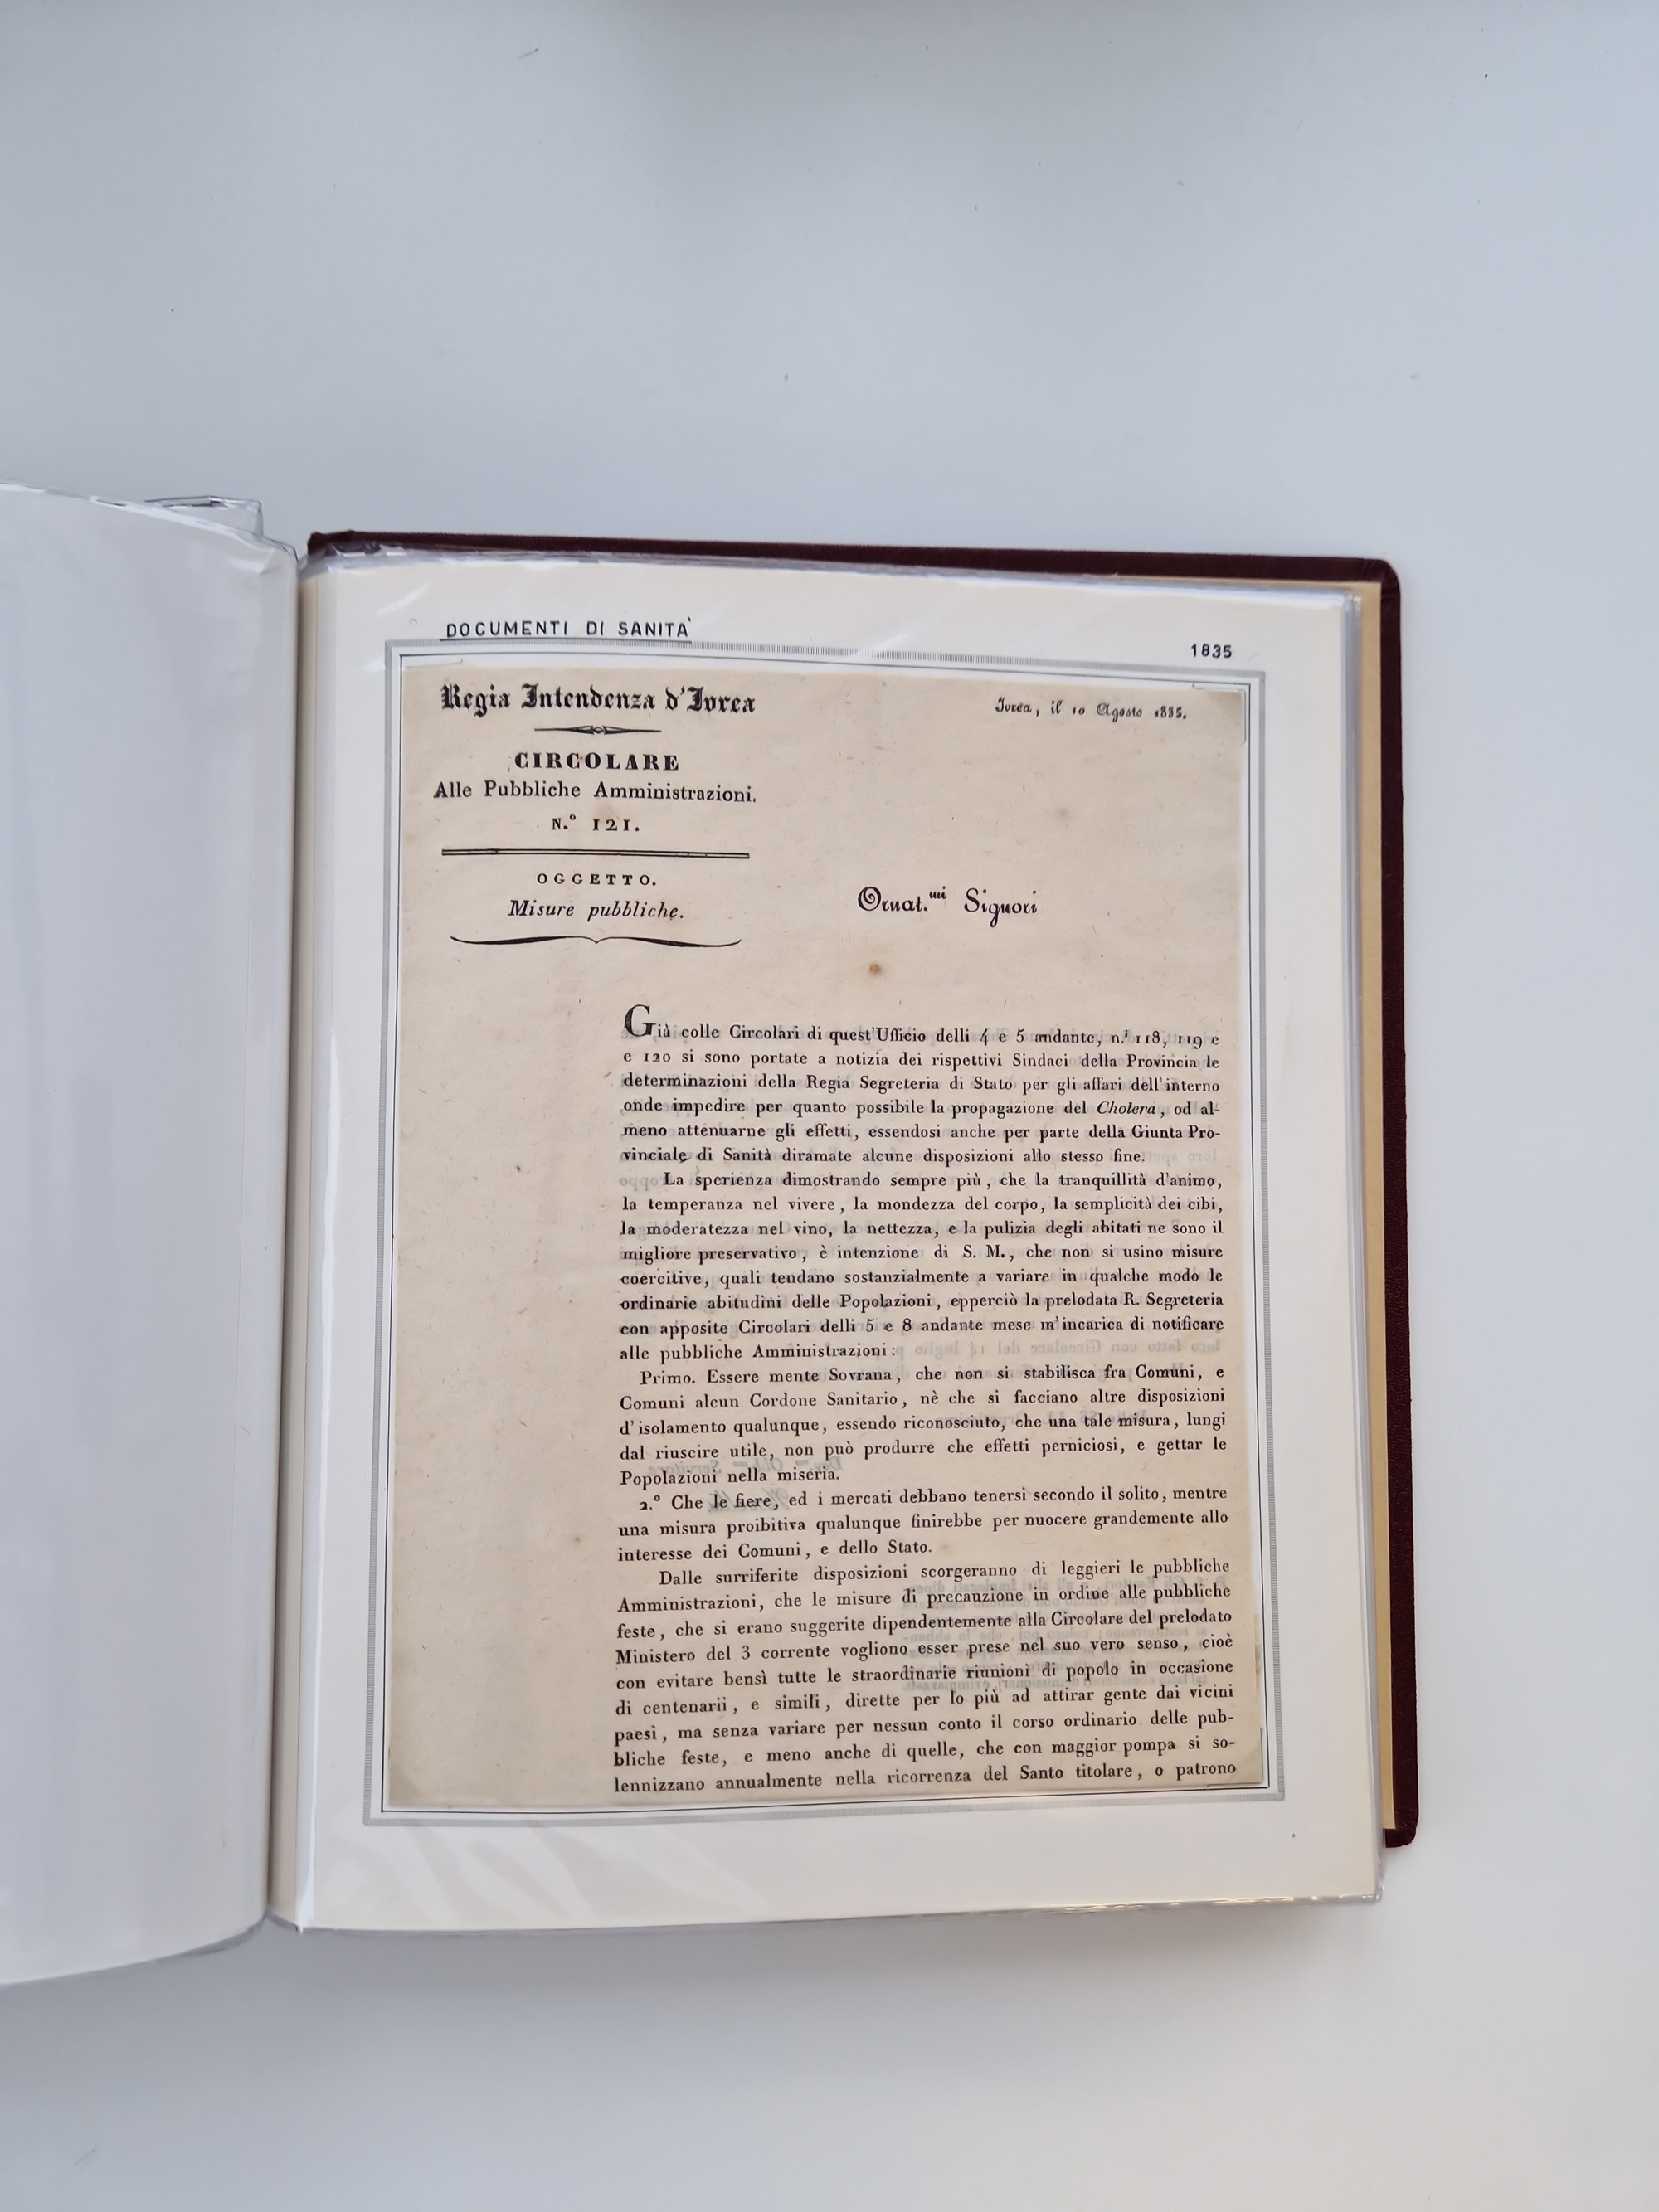 DOCUMENTI DI SANITA'
1835
Regia Intendenza d'Ivrea
Ivrea, il 10 Agosto 1835.
CIRCOLARE
Alle Pubbliche Amministrazioni.
N.º 121.
OGGETTO.
Misure pubbliche.
Ornat.mi Signori
Già colle Circolari di quest'Ufficio delli 4 e 5 andante, n.i 118, 119 e
e 120 si sono portate a notizia dei rispettivi Sindaci della Provincia le
determinazioni della Regia Segreteria di Stato per gli affari dell'interno
onde impedire per quanto possibile la propagazione del Cholera, od al-
meno attenuarne gli effetti, essendosi anche per parte della Giunta Pro-
vinciale di Sanità diramate alcune disposizioni allo stesso fine.
La sperienza dimostrando sempre più, che la tranquillità d'animo,
la temperanza nel vivere, la mondezza del corpo, la semplicità dei cibi,
la moderatezza nel vino, la nettezza, e la pulizia degli abitati ne sono il
migliore preservativo, è intenzione di S. M., che non si usino misure
coercitive, quali tendano sostanzialmente a variare in qualche modo le
ordinarie abitudini delle Popolazioni, epperciò la prelodata R. Segreteria
con apposite Circolari delli 5 e 8 andante mese m'incarica di notificare
alle pubbliche Amministrazioni:
Primo. Essere mente Sovrana, che non si stabilisca fra Comuni, e
Comuni alcun Cordone Sanitario, nè che si facciano altre disposizioni
d'isolamento qualunque, essendo riconosciuto, che una tale misura, lungi
dal riuscire utile, non può produrre che effetti perniciosi, e gettar le
Popolazioni nella miseria.
2.º Che le fiere, ed i mercati debbano tenersi secondo il solito, mentre
una misura proibitiva qualunque finirebbe per nuocere grandemente allo
interesse dei Comuni, e dello Stato.
Dalle surriferite disposizioni scorgeranno di leggieri le pubbliche
Amministrazioni, che le misure di precauzione in ordine alle pubbliche
feste, che si erano suggerite dipendentemente alla Circolare del prelodato
Ministero del 3 corrente vogliono esser prese nel suo vero senso, cioè
con evitare bensì tutte le straordinarie riunioni di popolo in occasione
di centenarii, e simili, dirette per lo più ad attirar gente dai vicini
paesi, ma senza variare per nessun conto il corso ordinario delle pub-
bliche feste, e meno anche di quelle, che con maggior pompa si so-
lennizzano annualmente nella ricorrenza del Santo titolare, o patrono